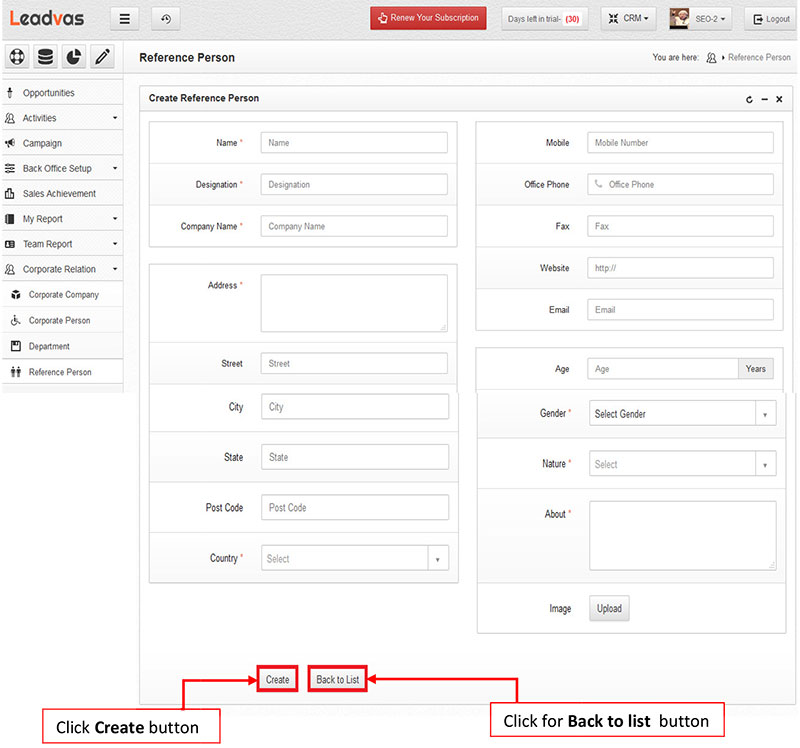 Leadvas
Renew Your Subscription
Days left in trial- (30)
CRM
SEO-2
Logout
Reference Person
You are here: Reference Person
Opportunities
Activities
Campaign
Back Office Setup
Sales Achievement
My Report
Team Report
Corporate Relation
Corporate Company
Corporate Person
Department
Reference Person
Create Reference Person
Name * Name
Designation * Designation
Company Name * Company Name
Address *
Street Street
City City
State State
Post Code Post Code
Country * Select
Mobile Mobile Number
Office Phone Office Phone
Fax Fax
Website http://
Email Email
Age Age Years
Gender * Select Gender
Nature * Select
About *
Image Upload
Create Back to List
Click Create button
Click for Back to list button